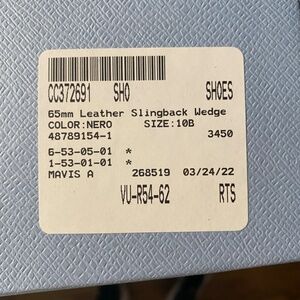 CC372691 SHO SHOES
65mm Leather Slingback Wedge
COLOR:NERO SIZE:10B
48789154-1 3450
6-53-05-01 *
1-53-01-01 *
MAVIS A 268519 03/24/22
VU-R54-62 RTS